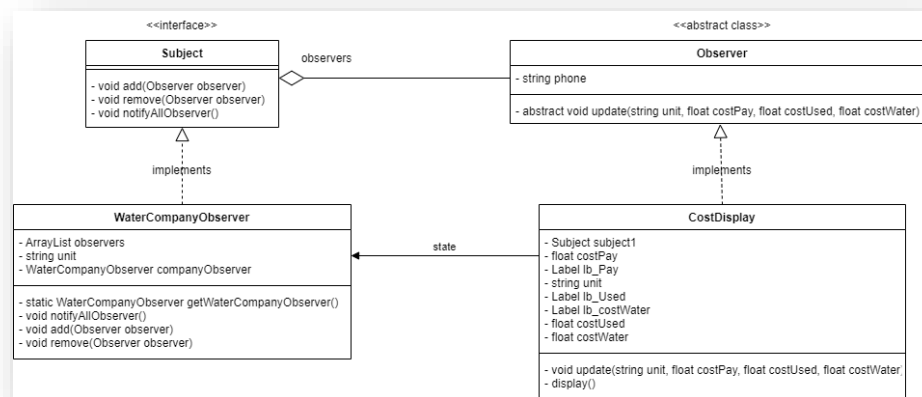 <<interface>>
Subject
- void add(Observer observer)
- void remove(Observer observer)
- void notifyAllObserver()
observers
<<abstract class>>
Observer
- string phone
- abstract void update(string unit, float costPay, float costUsed, float costWater)
implements
implements
WaterCompanyObserver
- ArrayList observers
- string unit
- WaterCompanyObserver companyObserver
- static WaterCompanyObserver getWaterCompanyObserver()
- void notifyAllObserver()
- void add(Observer observer)
- void remove(Observer observer)
state
CostDisplay
- Subject subject1
- float costPay
- Label lb_Pay
- string unit
- Label lb_Used
- Label lb_costWater
- float costUsed
- float costWater
- void update(string unit, float costPay, float costUsed, float costWater)
- display()